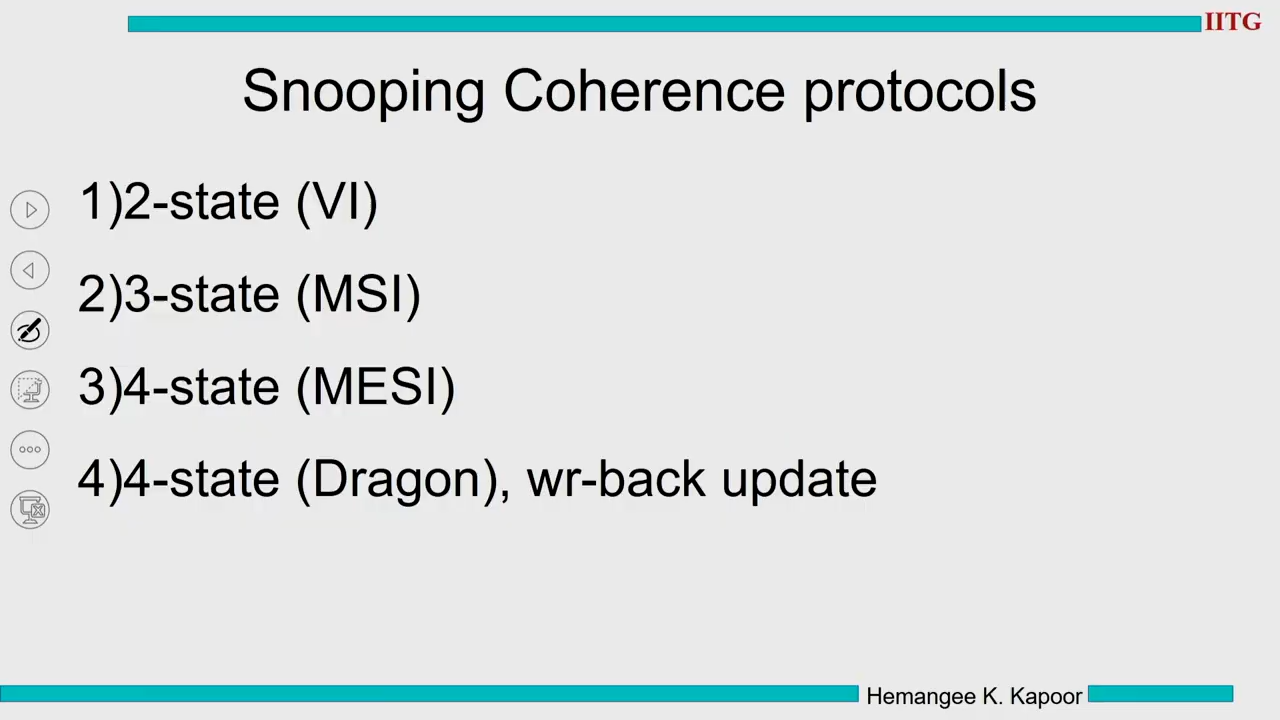 IITG
Snooping Coherence protocols
1)2-state (VI)
2)3-state (MSI)
3)4-state (MESI)
4)4-state (Dragon), wr-back update
Hemangee K. Kapoor